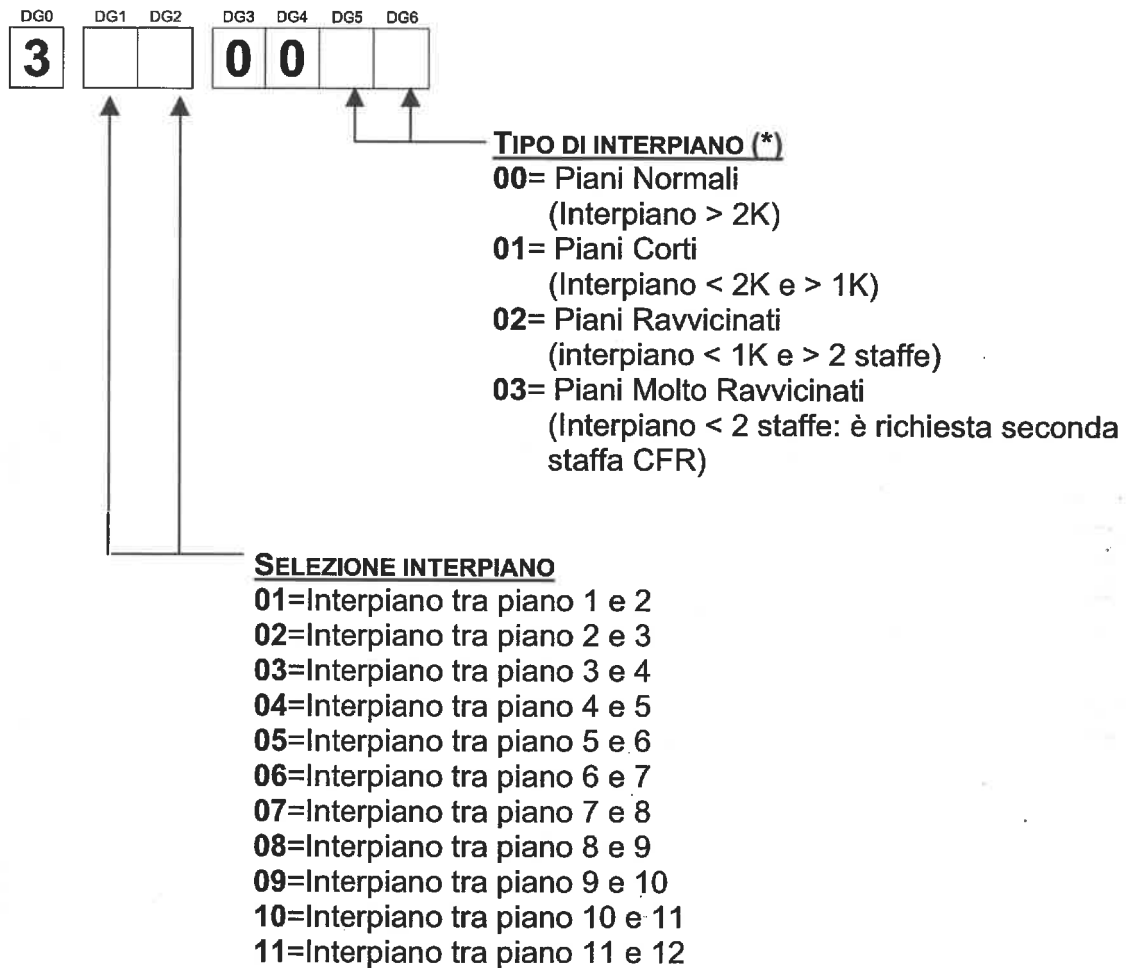 DG0 DG1 DG2 DG3 DG4 DG5 DG6
3 0 0
TIPO DI INTERPIANO (*)
00= Piani Normali
(Interpiano > 2K)
01= Piani Corti
(Interpiano < 2K e > 1K)
02= Piani Ravvicinati
(interpiano < 1K e > 2 staffe)
03= Piani Molto Ravvicinati
(Interpiano < 2 staffe: è richiesta seconda
staffa CFR)
SELEZIONE INTERPIANO
01=Interpiano tra piano 1 e 2
02=Interpiano tra piano 2 e 3
03=Interpiano tra piano 3 e 4
04=Interpiano tra piano 4 e 5
05=Interpiano tra piano 5 e 6
06=Interpiano tra piano 6 e 7
07=Interpiano tra piano 7 e 8
08=Interpiano tra piano 8 e 9
09=Interpiano tra piano 9 e 10
10=Interpiano tra piano 10 e 11
11=Interpiano tra piano 11 e 12